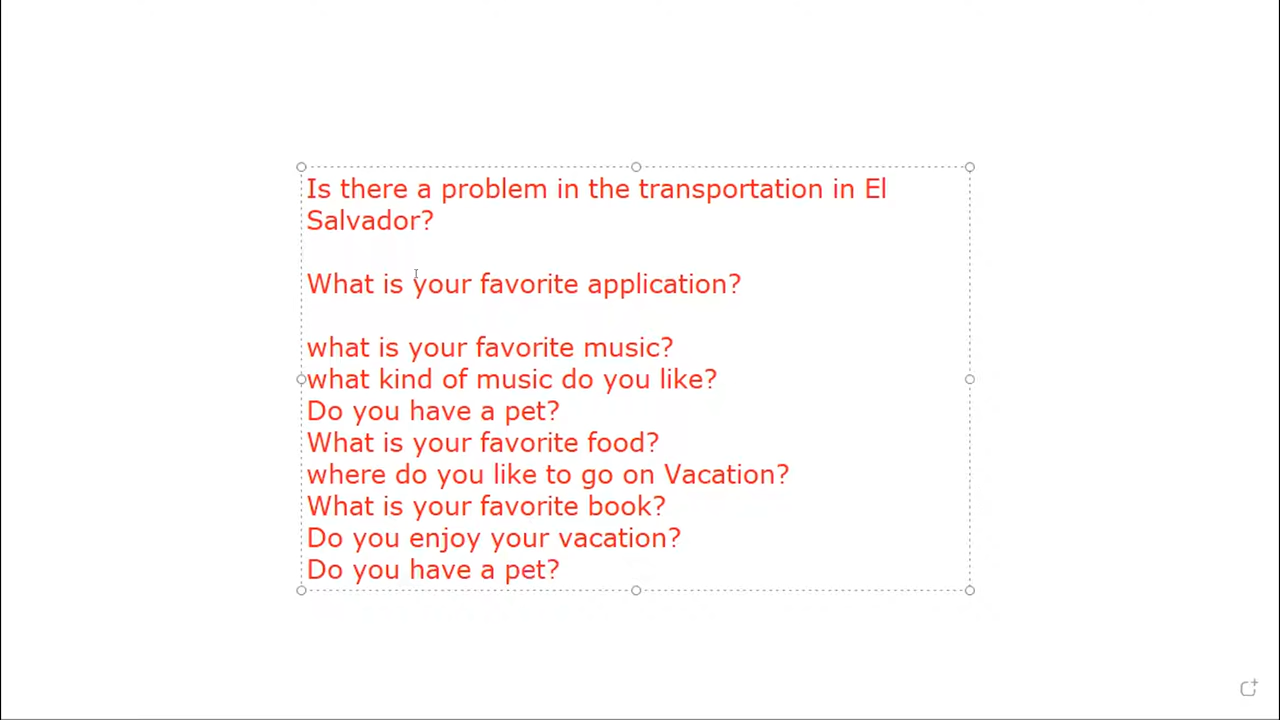 Is there a problem in the transportation in El
Salvador?
What is your favorite application?
what is your favorite music?
what kind of music do you like?
Do you have a pet?
What is your favorite food?
where do you like to go on Vacation?
What is your favorite book?
Do you enjoy your vacation?
Do you have a pet?